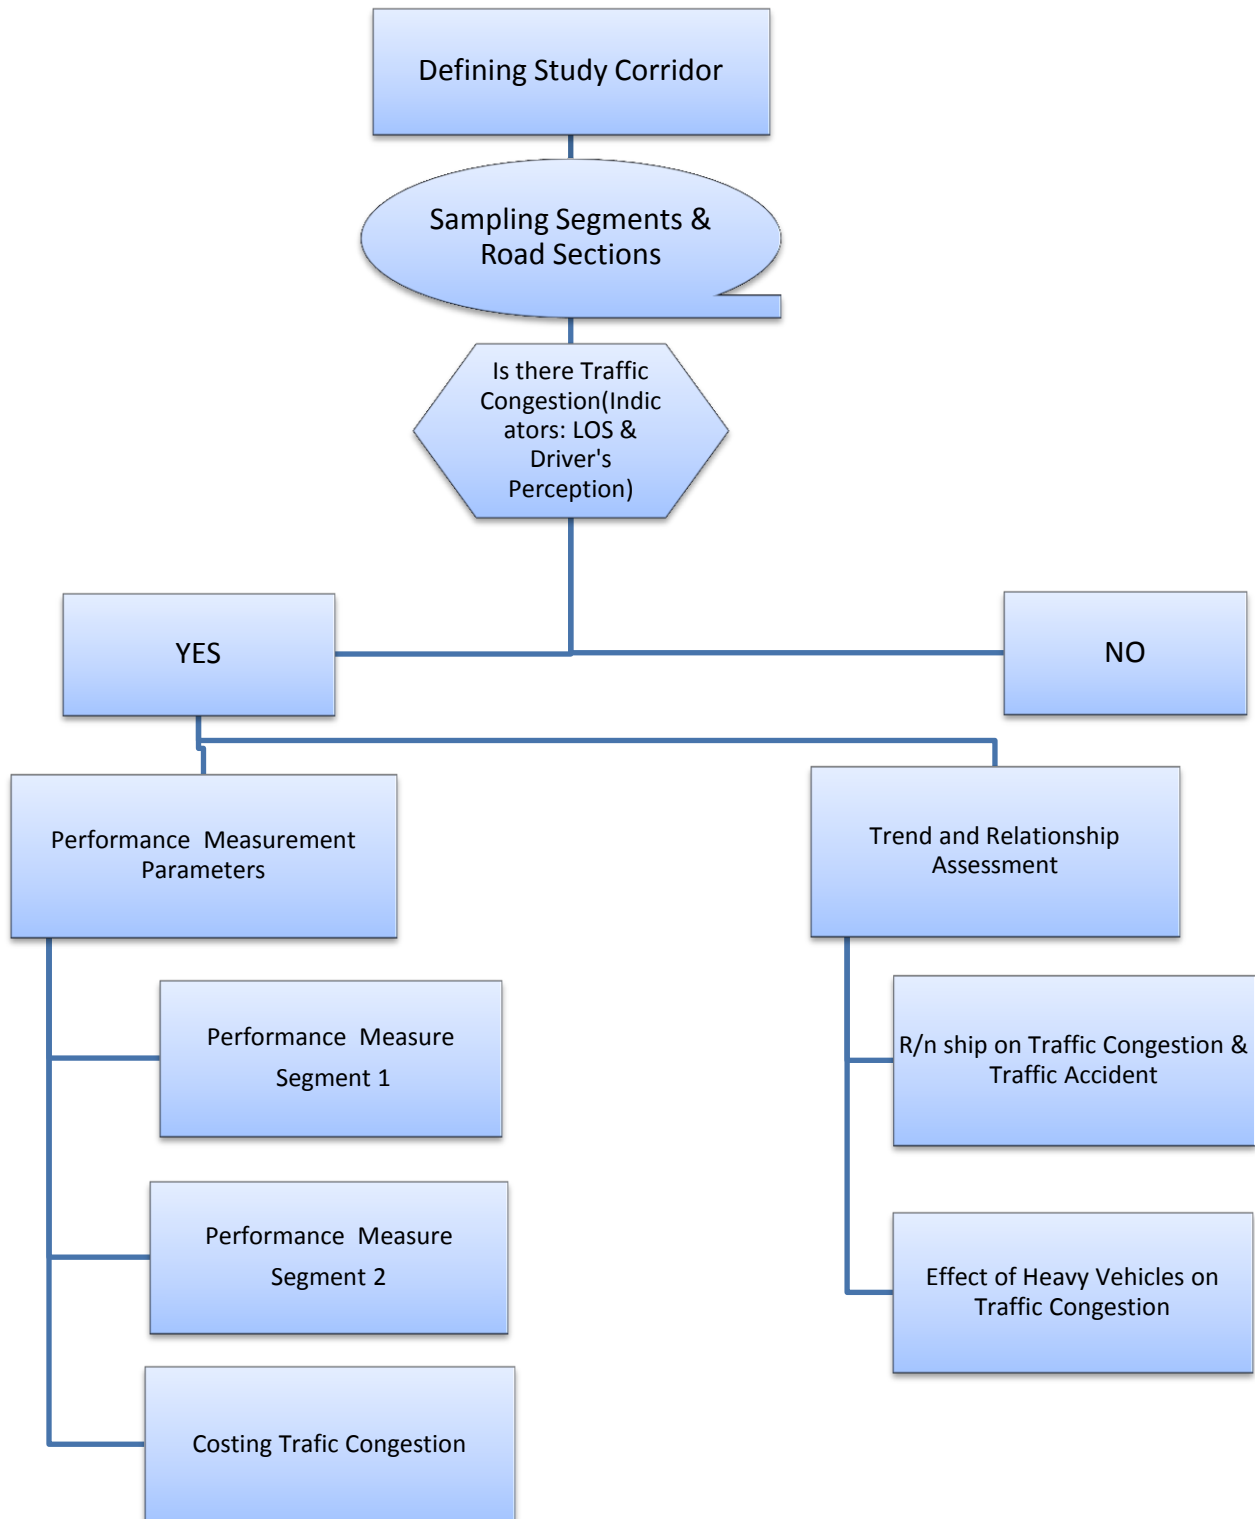 Defining Study Corridor
Sampling Segments &
Road Sections
Is there Traffic
Congestion(Indic
ators: LOS &
Driver's
Perception)
YES
NO
Performance Measurement
Parameters
Trend and Relationship
Assessment
Performance Measure
Segment 1
R/n ship on Traffic Congestion &
Traffic Accident
Performance Measure
Segment 2
Effect of Heavy Vehicles on
Traffic Congestion
Costing Trafic Congestion